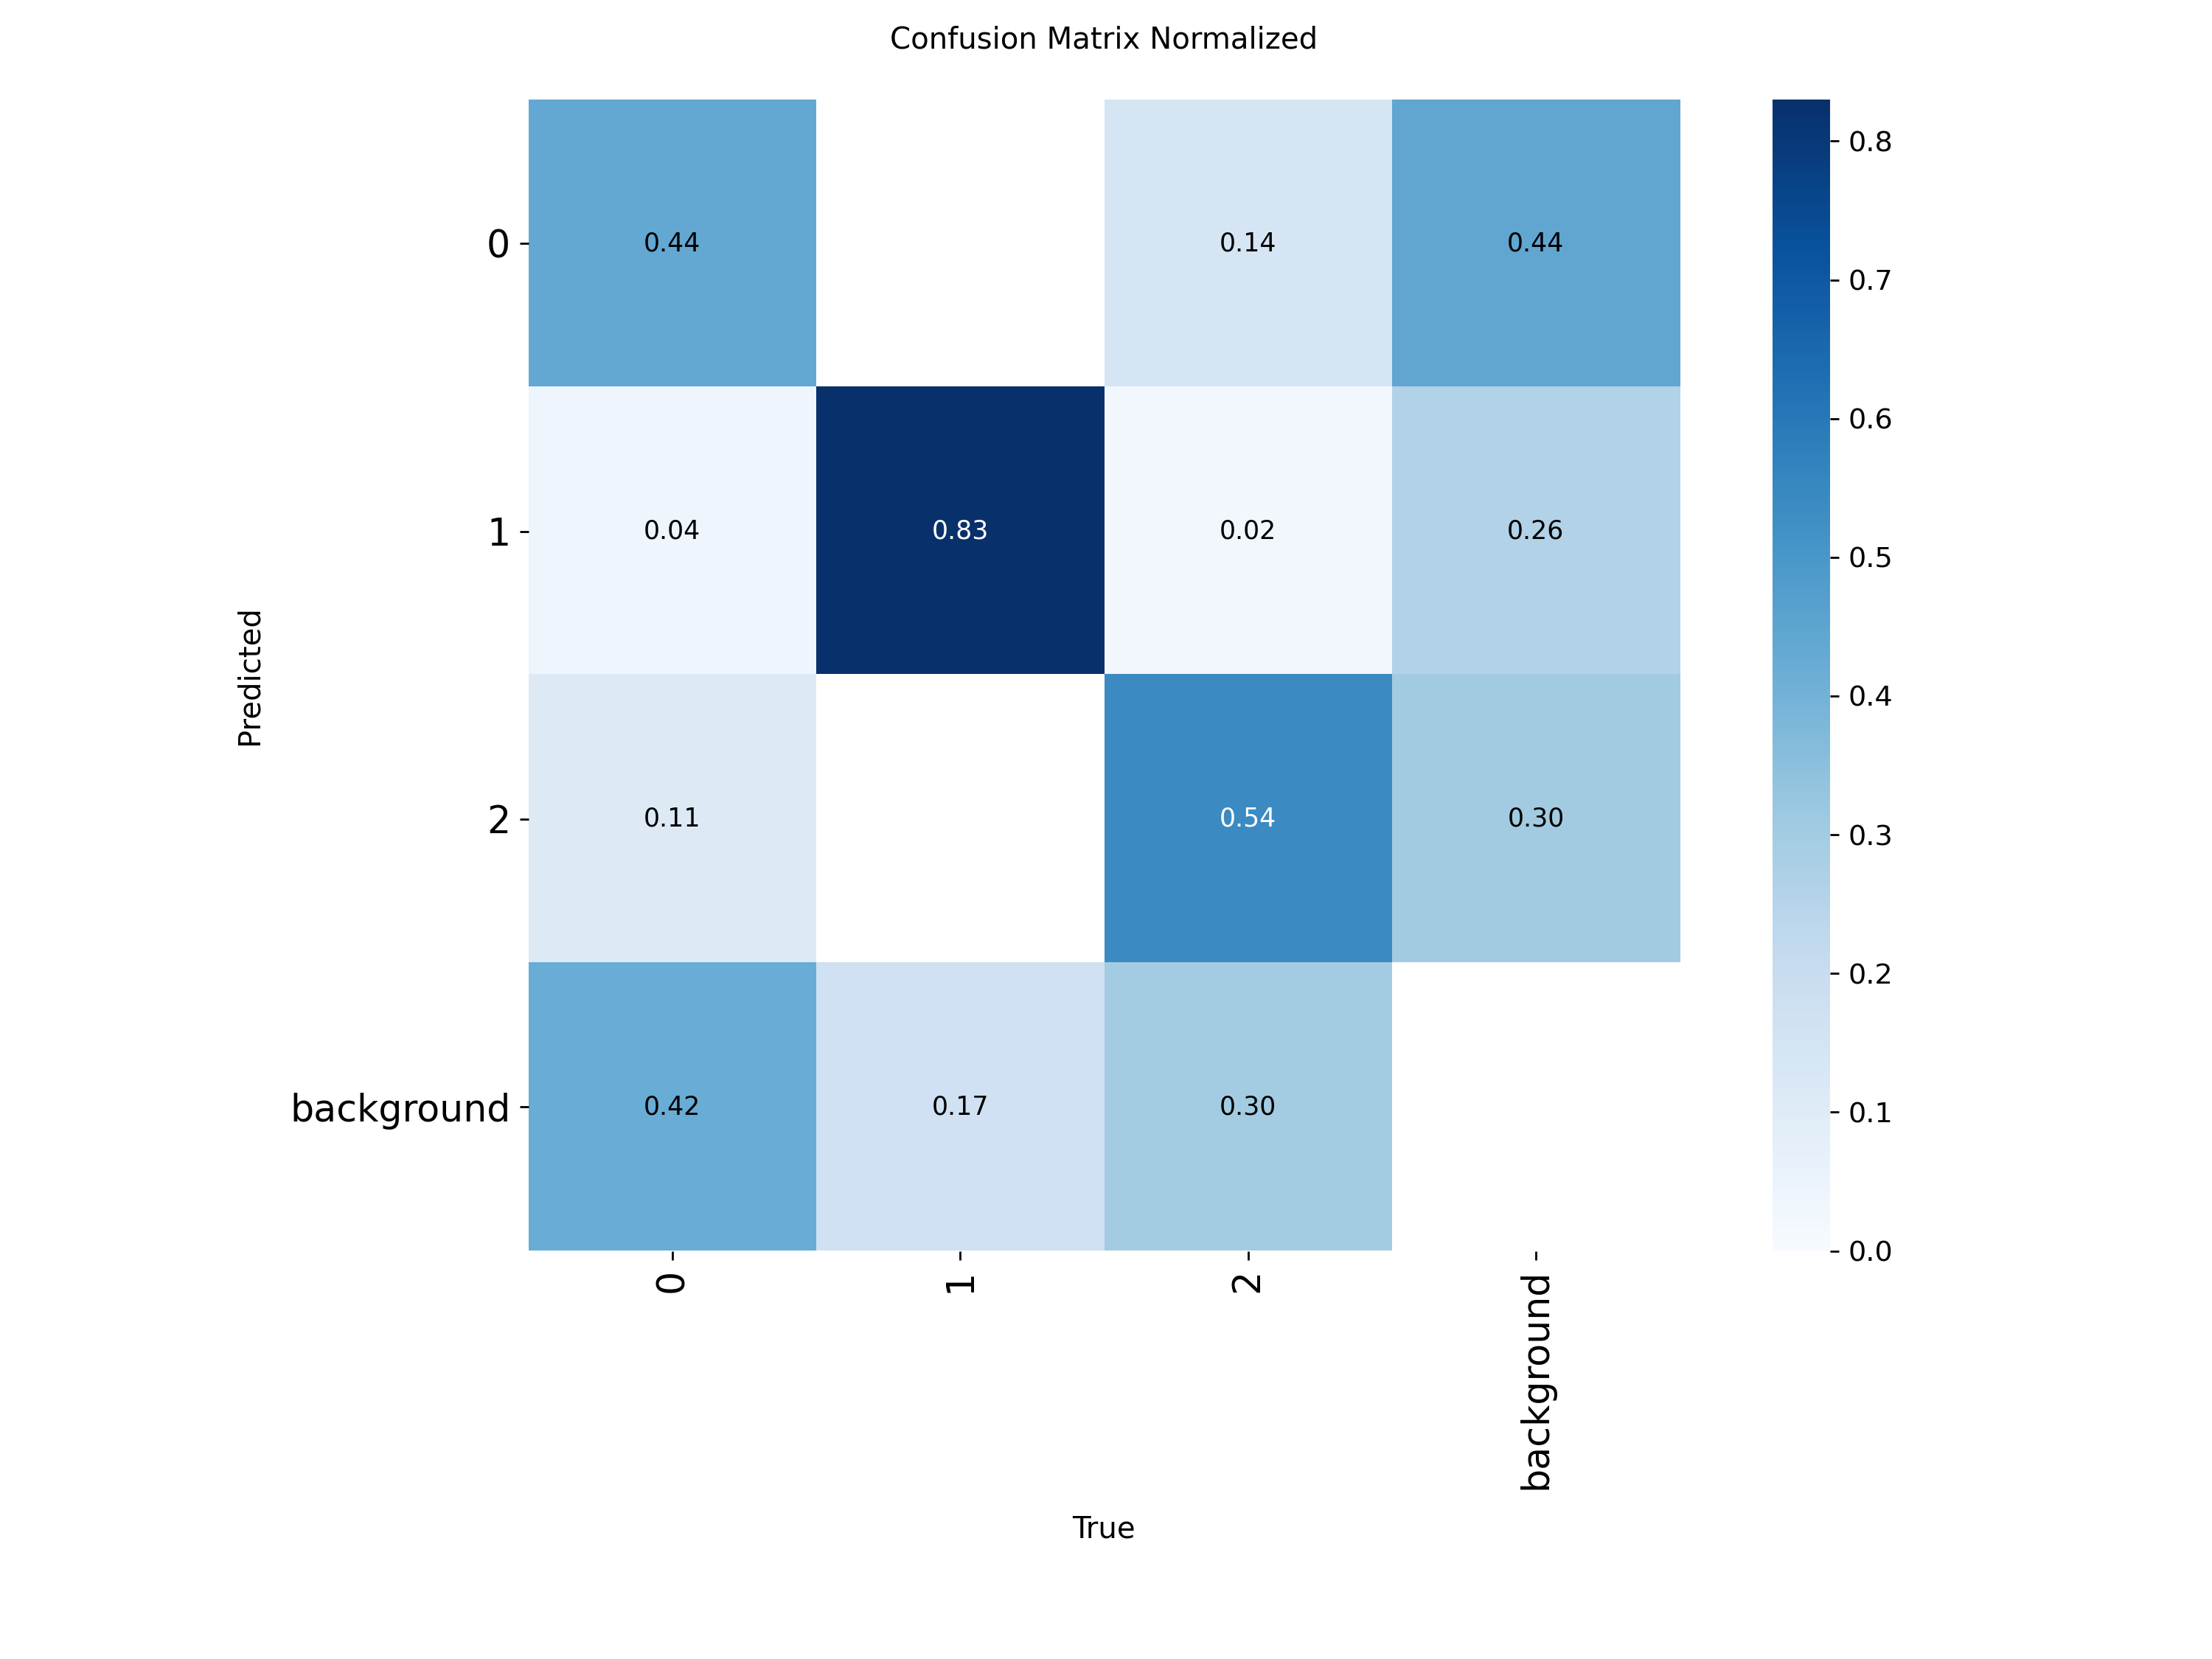 Confusion Matrix Normalized
0
0.44 0.14 0.44
1
0.04 0.83 0.02 0.26
2
0.11 0.54 0.30
background
0.42 0.17 0.30
0 1 2 background
Predicted
True
0.8
0.7
0.6
0.5
0.4
0.3
0.2
0.1
0.0